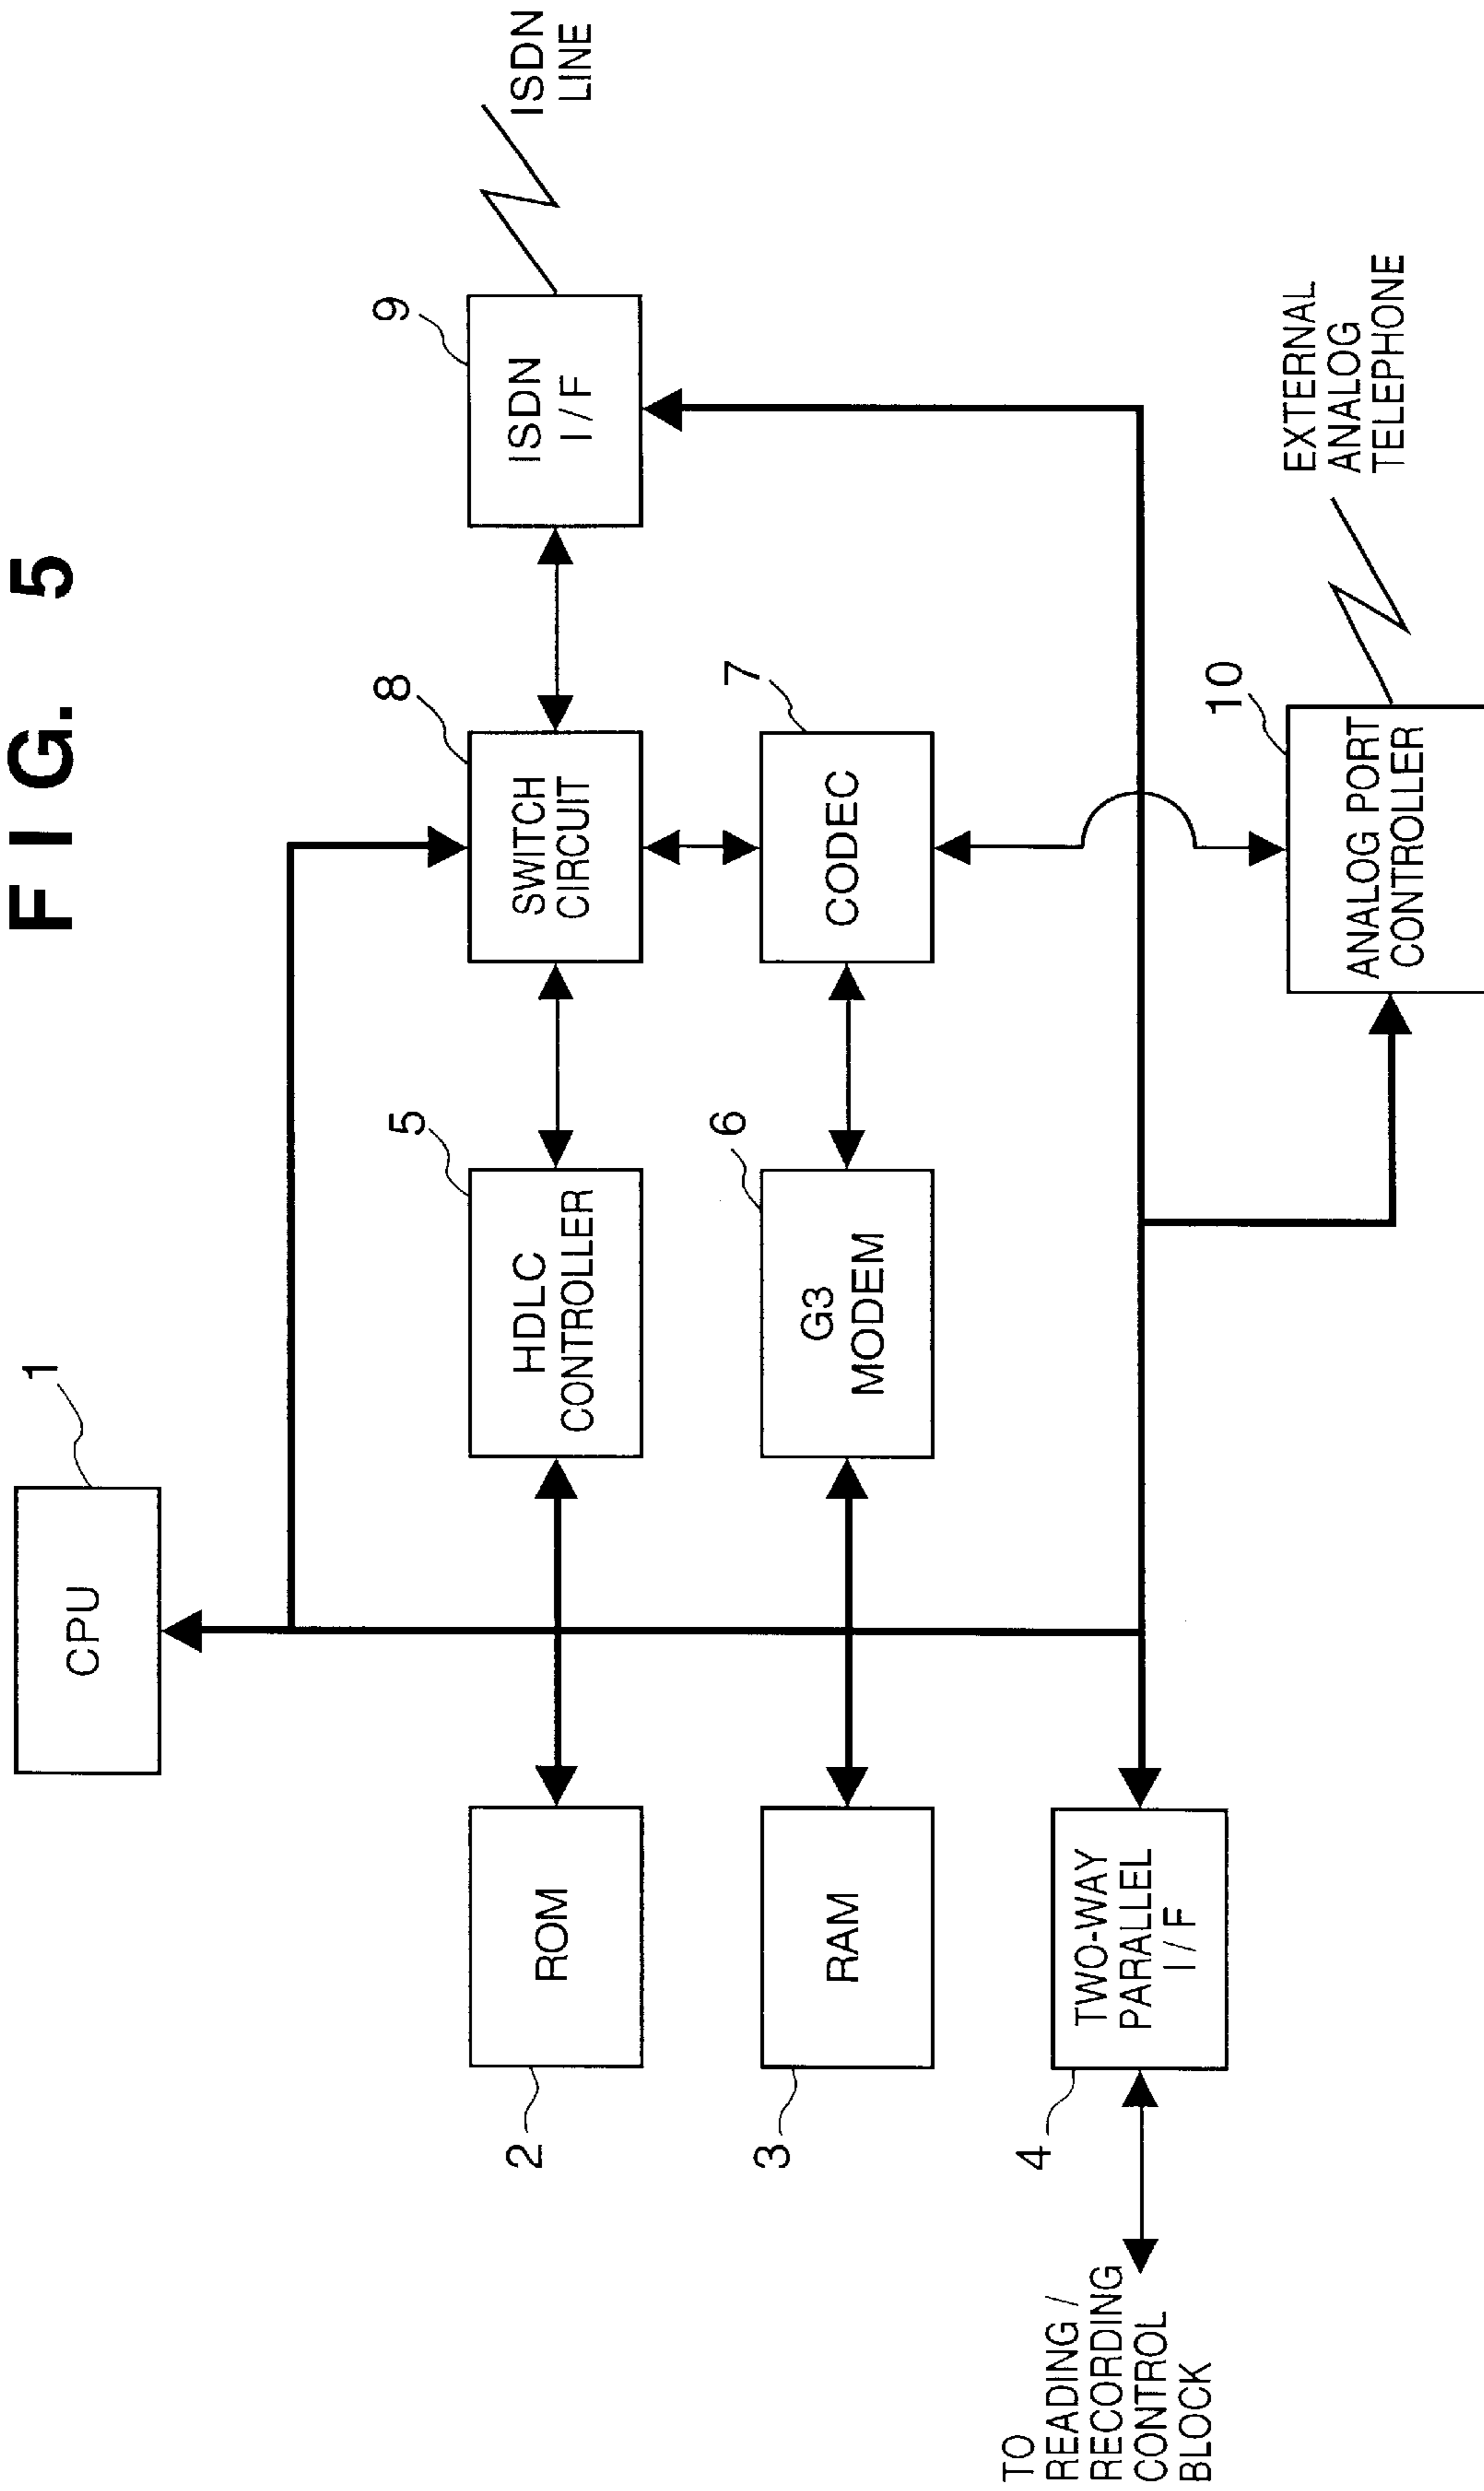 FIG. 5
1
CPU
8
9
5
2
ROM
HDLC
CONTROLLER
SWITCH
CIRCUIT
ISDN
I/F
ISDN
LINE
6
7
3
RAM
G3
MODEM
CODEC
4
TWO-WAY
PARALLEL
I/F
TO
READING/
RECORDING
CONTROL
BLOCK
10
ANALOG PORT
CONTROLLER
EXTERNAL
ANALOG
TELEPHONE